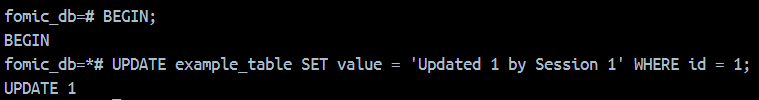 fomic_db=# BEGIN;
BEGIN
fomic_db=*# UPDATE example_table SET value = 'Updated 1 by Session 1' WHERE id = 1;
UPDATE 1